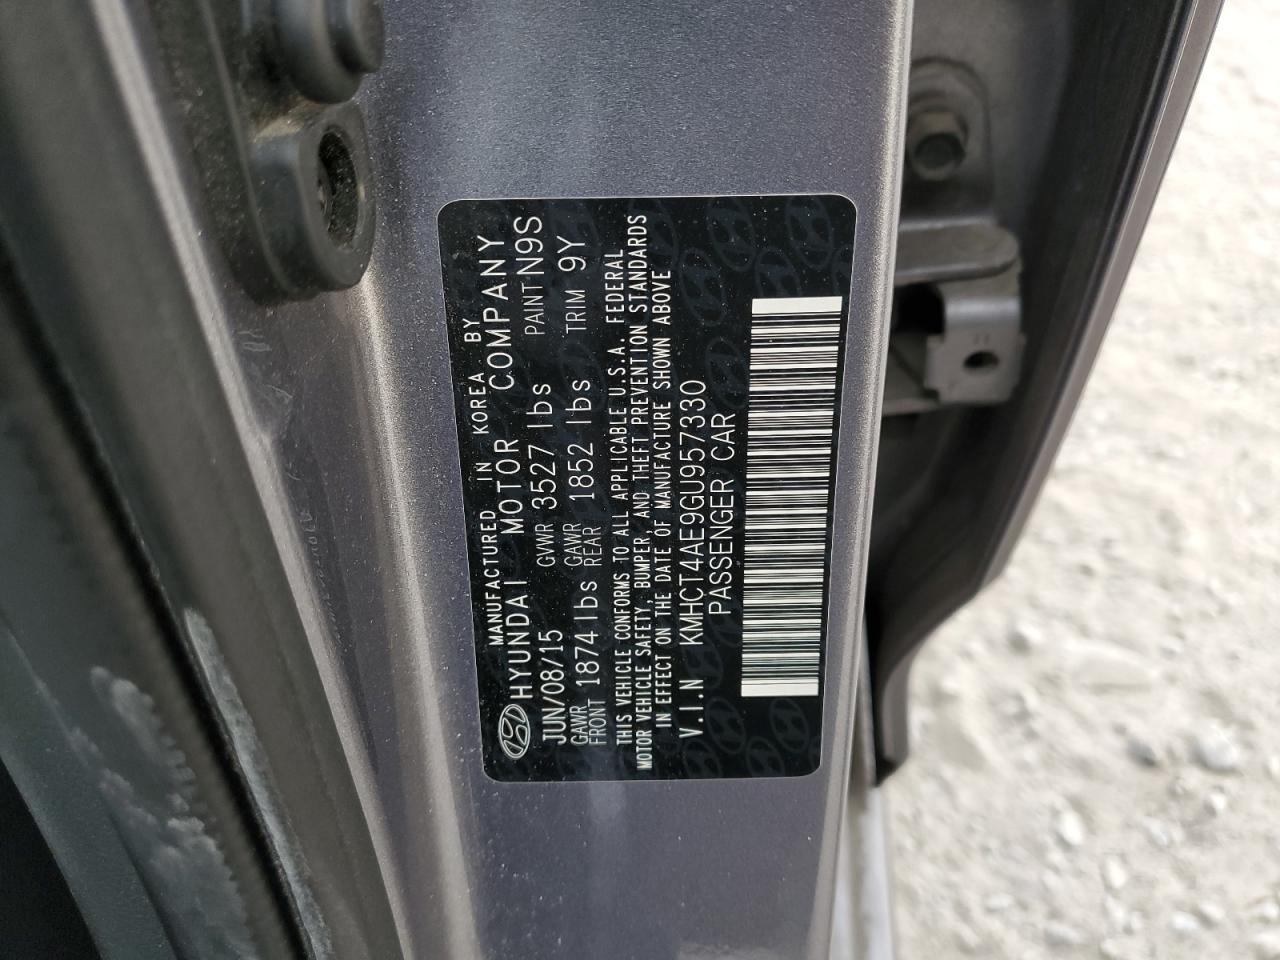 MANUFACTURED IN KOREA BY
HYUNDAI MOTOR COMPANY
JUN/08/15 GVWR 3527 lbs PAINT N9S
GAWR FRONT 1874 lbs GAWR REAR 1852 lbs TRIM 9Y
THIS VEHICLE CONFORMS TO ALL APPLICABLE U.S.A. FEDERAL
MOTOR VEHICLE SAFETY, BUMPER, AND THEFT PREVENTION STANDARDS
IN EFFECT ON THE DATE OF MANUFACTURE SHOWN ABOVE
V.I.N KMHCT4AE9GU957330
PASSENGER CAR